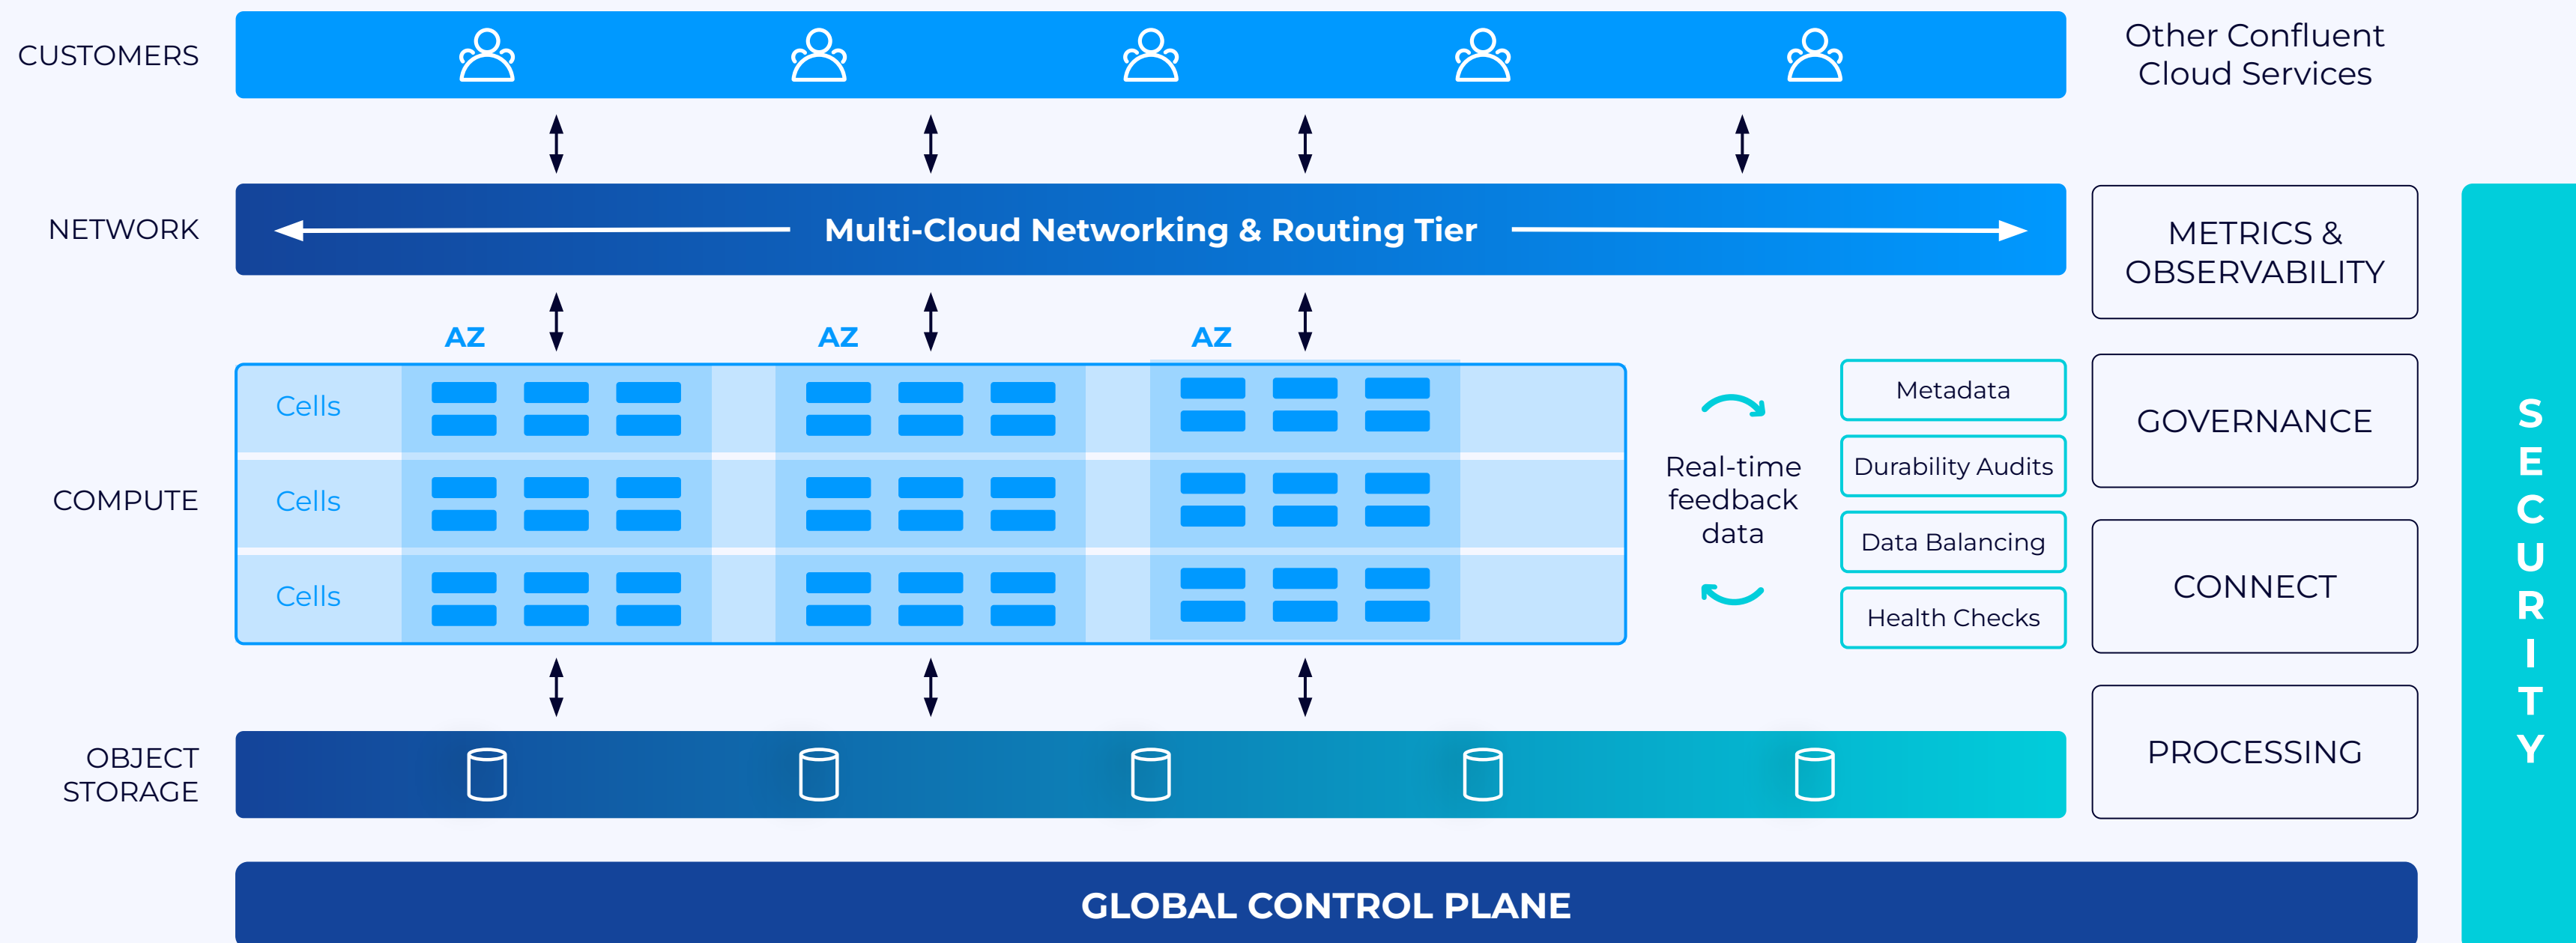 CUSTOMERS
Other Confluent
Cloud Services
NETWORK
Multi-Cloud Networking & Routing Tier
METRICS &
OBSERVABILITY
AZ
AZ
AZ
COMPUTE
Cells
Cells
Cells
Real-time
feedback
data
Metadata
Durability Audits
Data Balancing
Health Checks
GOVERNANCE
CONNECT
PROCESSING
OBJECT
STORAGE
GLOBAL CONTROL PLANE
SECURITY